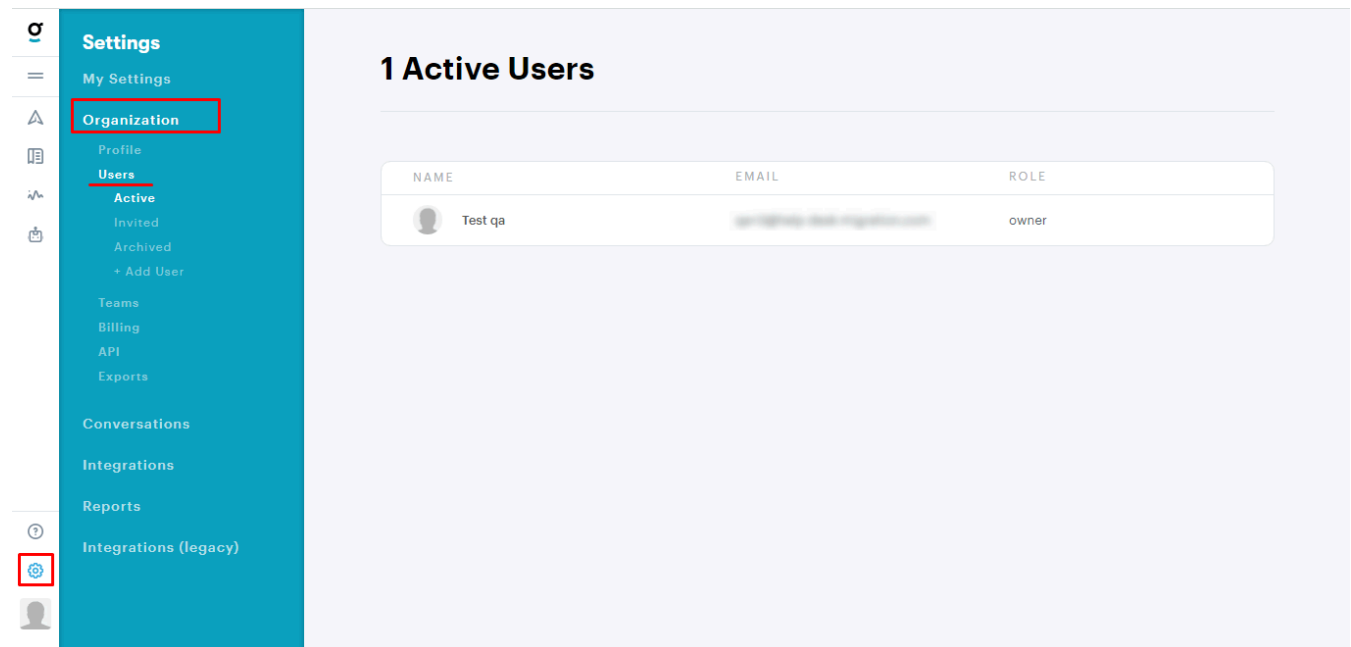 g
Settings
My Settings
Organization
Profile
Users
Active
Invited
Archived
+ Add User
Teams
Billing
API
Exports
Conversations
Integrations
Reports
Integrations (legacy)
1 Active Users
NAME EMAIL ROLE
Test qa owner